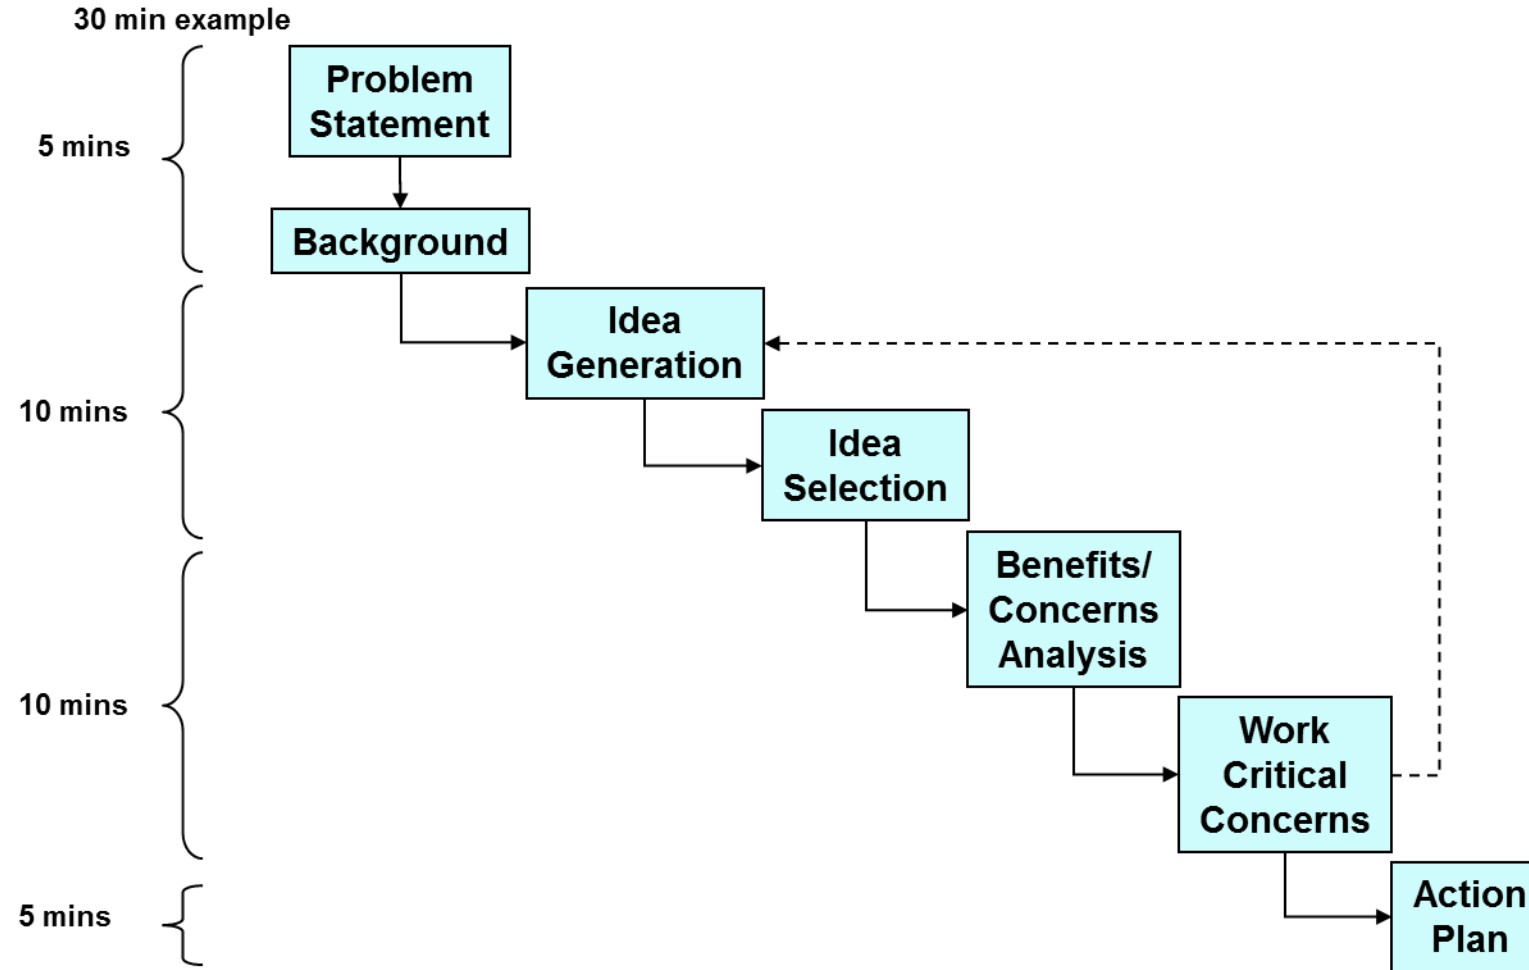 30 min example
Problem
Statement
5 mins
Background
Idea
Generation
10 mins
Idea
Selection
Benefits/
Concerns
Analysis
10 mins
Work
Critical
Concerns
5 mins
Action
Plan